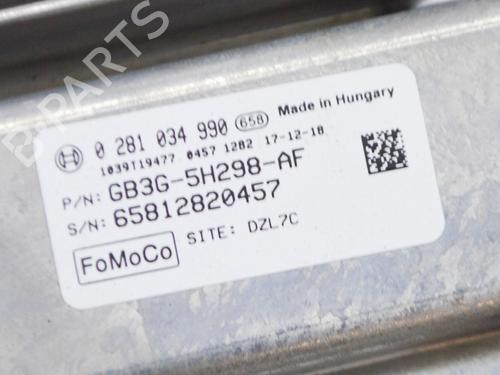 B-PARTS
0 281 034 990 658 Made in Hungary
1039T19477 0457 1282 17-12-18
P/N: GB3G-5H298-AF
S/N: 65812820457
FoMoCo SITE: DZL7C